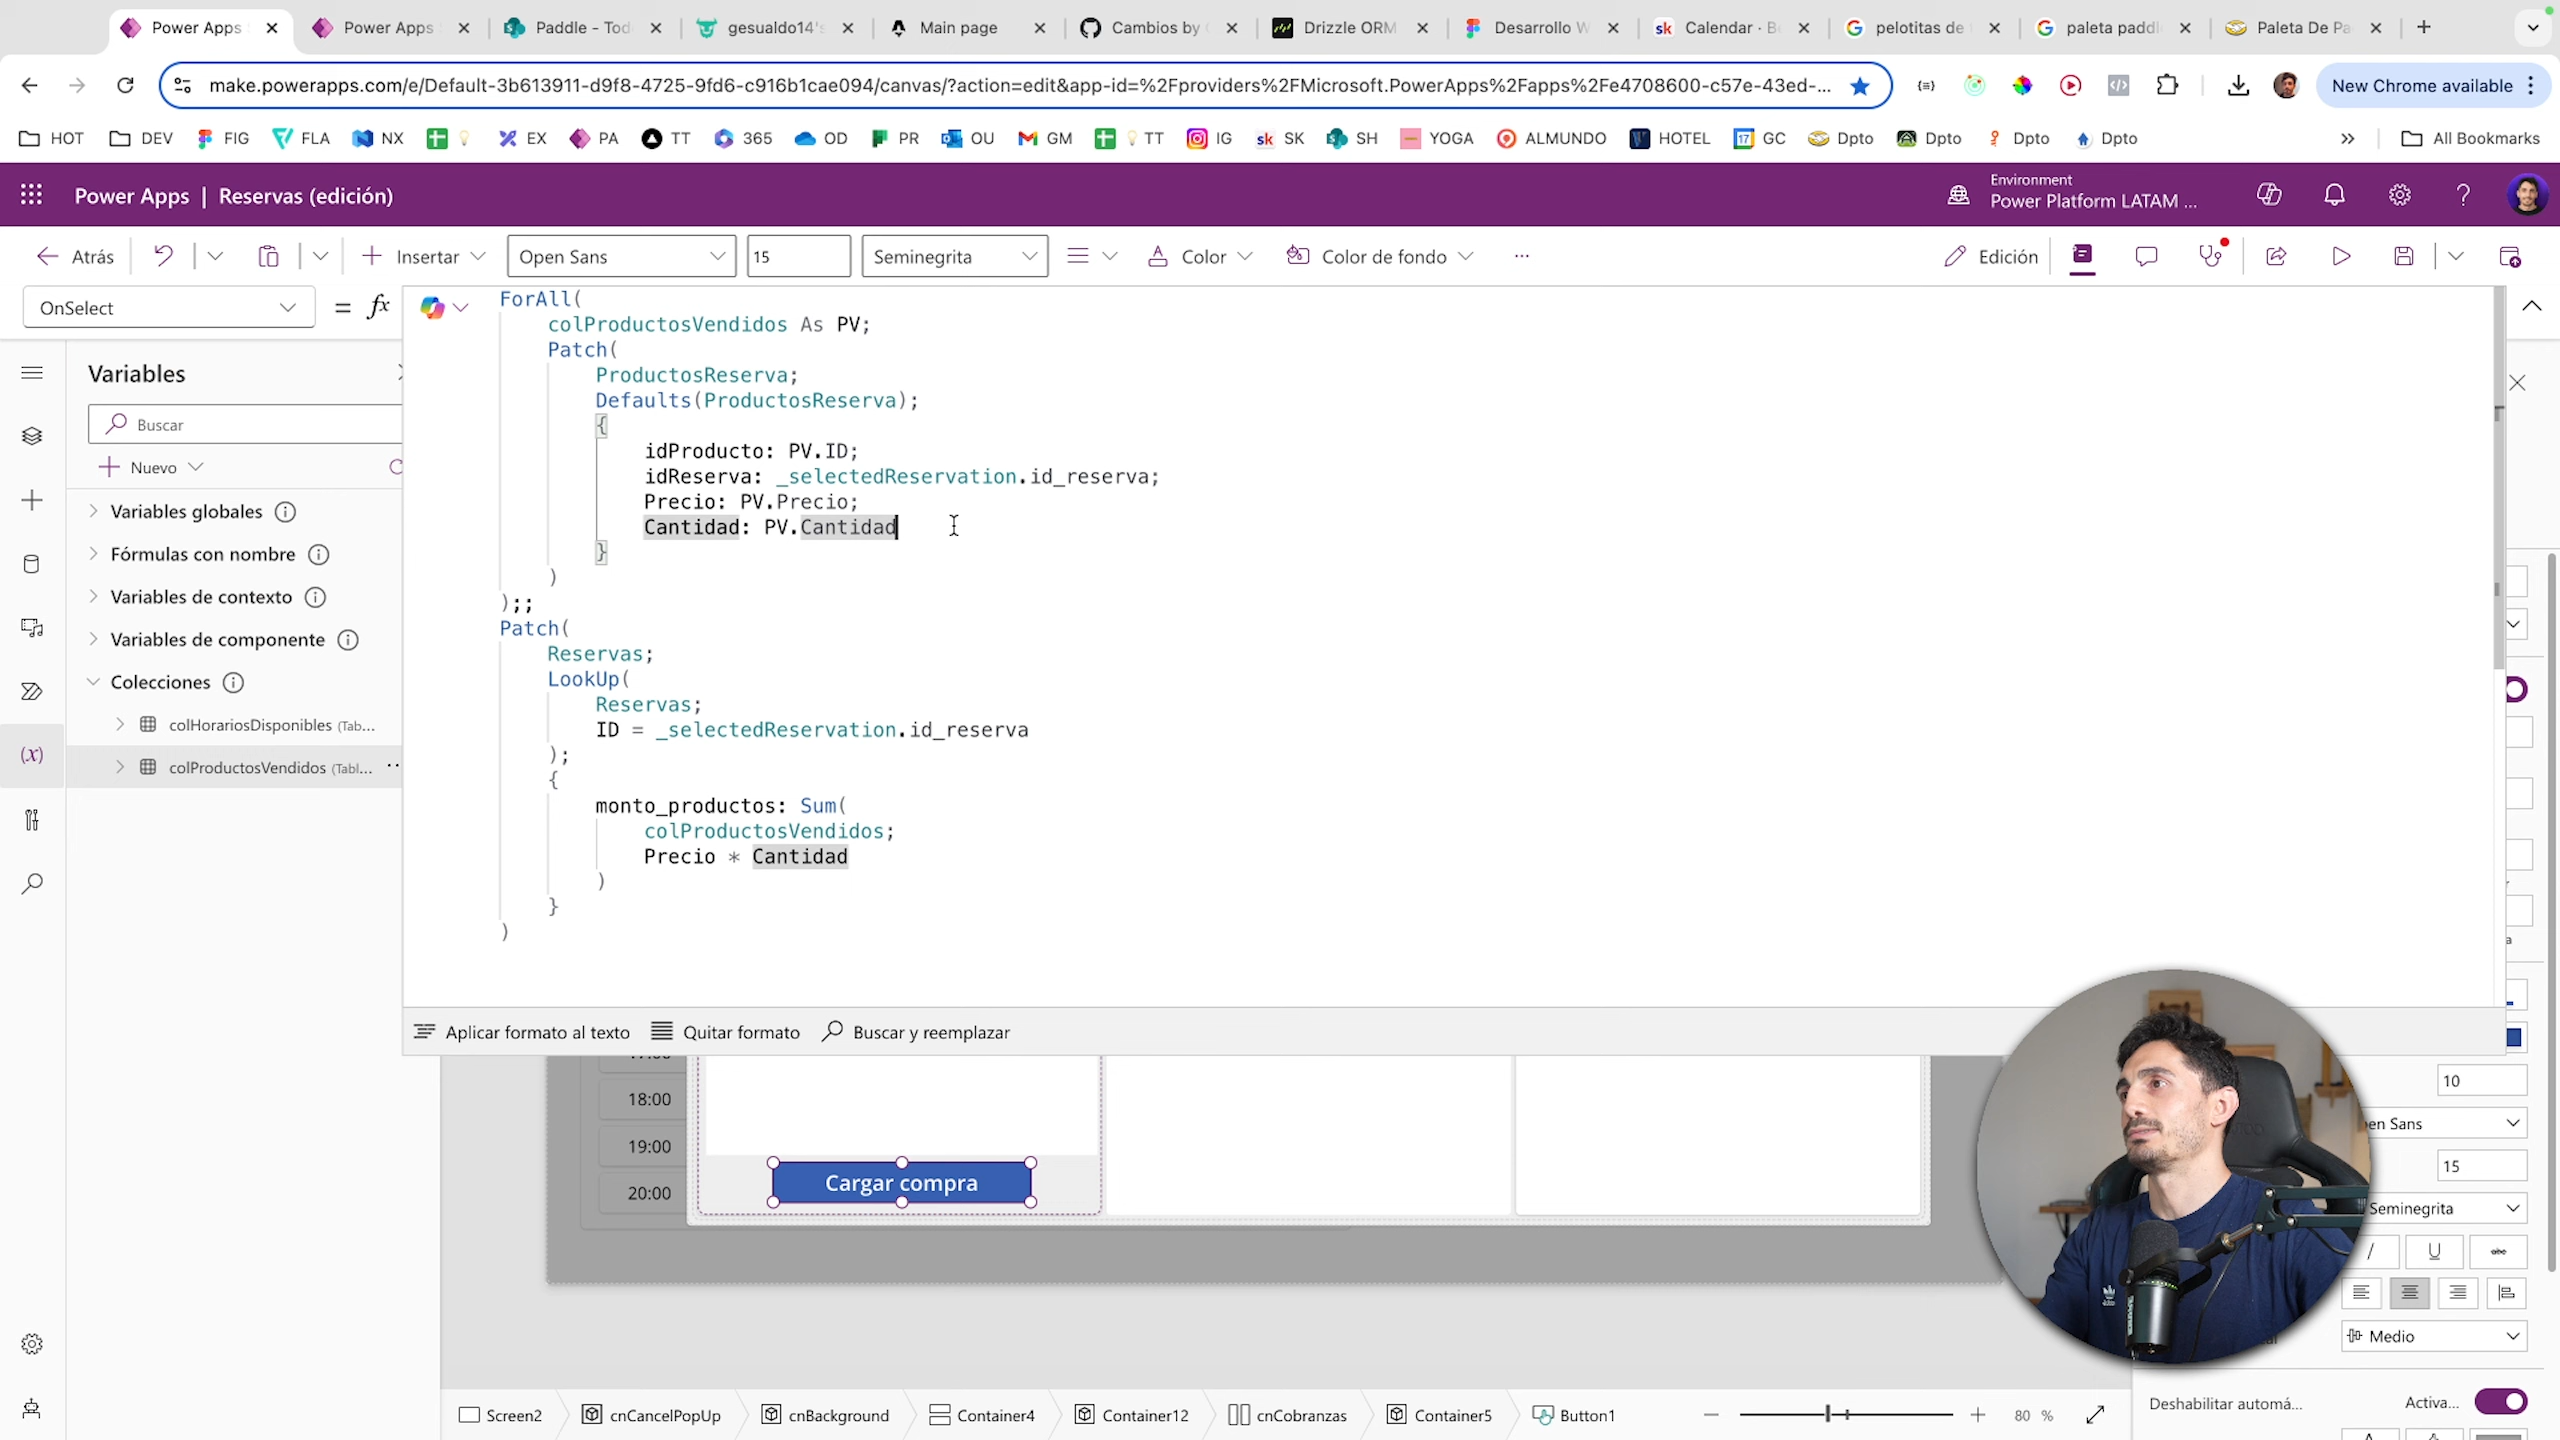 Power Apps
Power Apps
Paddle - Tod
gesualdo14's
Main page
Cambios by
Drizzle ORM
Desarrollo W
Calendar · B
pelotitas de
paleta paddl
Paleta De Pa
make.powerapps.com/e/Default-3b613911-d9f8-4725-9fd6-c916b1cae094/canvas/?action=edit&app-id=%2Fproviders%2FMicrosoft.PowerApps%2Fapps%2Fe4708600-c57e-43ed-...
New Chrome available
HOT
DEV
FIG
FLA
NX
EX
PA
TT
365
OD
PR
OU
GM
TT
IG
SK
SH
YOGA
ALMUNDO
HOTEL
GC
Dpto
Dpto
Dpto
Dpto
All Bookmarks
Power Apps | Reservas (edición)
Environment
Power Platform LATAM ...
Atrás
Insertar
Open Sans
15
Seminegrita
Color
Color de fondo
Edición
OnSelect
= fx
ForAll(
colProductosVendidos As PV;
Patch(
ProductosReserva;
Defaults(ProductosReserva);
{
idProducto: PV.ID;
idReserva: _selectedReservation.id_reserva;
Precio: PV.Precio;
Cantidad: PV.Cantidad
}
)
);;
Patch(
Reservas;
LookUp(
Reservas;
ID = _selectedReservation.id_reserva
);
{
monto_productos: Sum(
colProductosVendidos;
Precio * Cantidad
)
}
)
Variables
Buscar
Nuevo
Variables globales
Fórmulas con nombre
Variables de contexto
Variables de componente
Colecciones
colHorariosDisponibles (Tab...
colProductosVendidos (Tabl...
Aplicar formato al texto
Quitar formato
Buscar y reemplazar
18:00
19:00
20:00
Cargar compra
10
en Sans
15
Seminegrita
Medio
Deshabilitar automá...
Activa...
Screen2
cnCancelPopUp
cnBackground
Container4
Container12
cnCobranzas
Container5
Button1
80 %